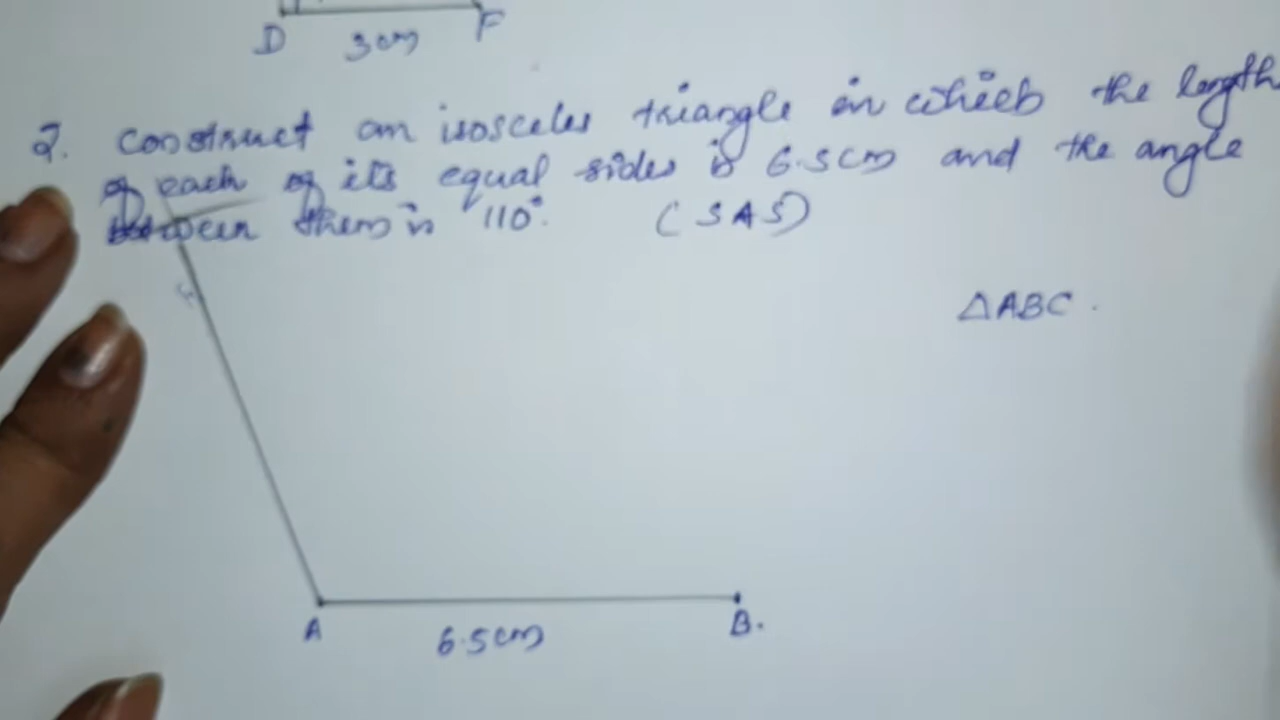 D 3cm F
2. Construct an isosceles triangle in which the length
of each of its equal sides is 6.5cm and the angle
between them is 110°. (SAS)
△ABC.
A 6.5cm B.